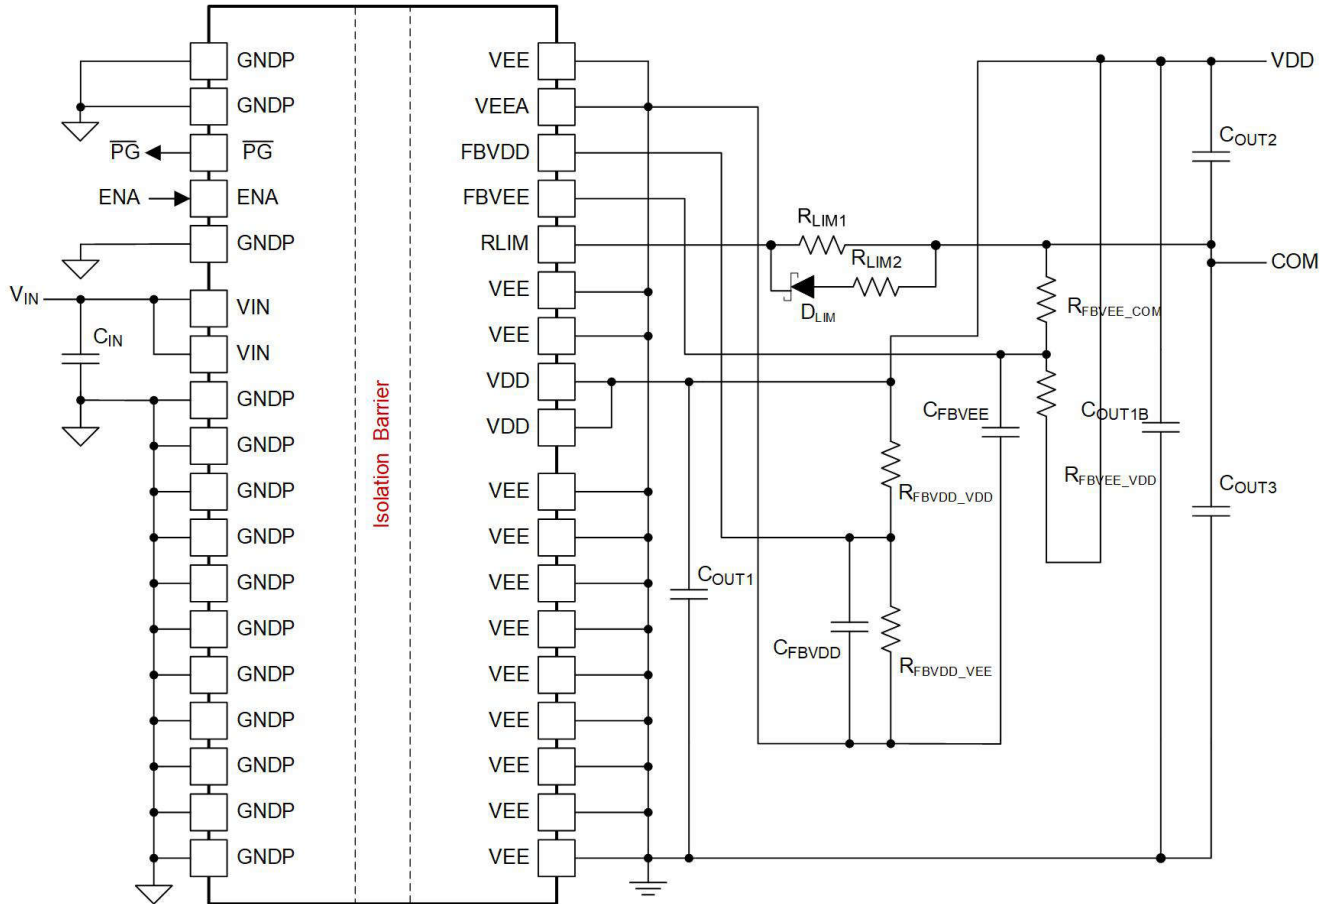 GNDP VEE VDD
GNDP VEEA
PG PG FBVDD COUT2
ENA ENA FBVEE
RLIM1
GNDP RLIM RLIM2 COM
VIN VIN VEE DLIM RFBVEE_COM
CIN
VIN VEE
GNDP VDD CFBVEE COUT1B
GNDP VDD
Isolation Barrier
GNDP VEE RFBVDD_VDD RFBVEE_VDD COUT3
GNDP VEE
GNDP VEE COUT1
GNDP VEE CFBVDD
GNDP VEE RFBVDD_VEE
GNDP VEE
GNDP VEE
GNDP VEE
GNDP VEE